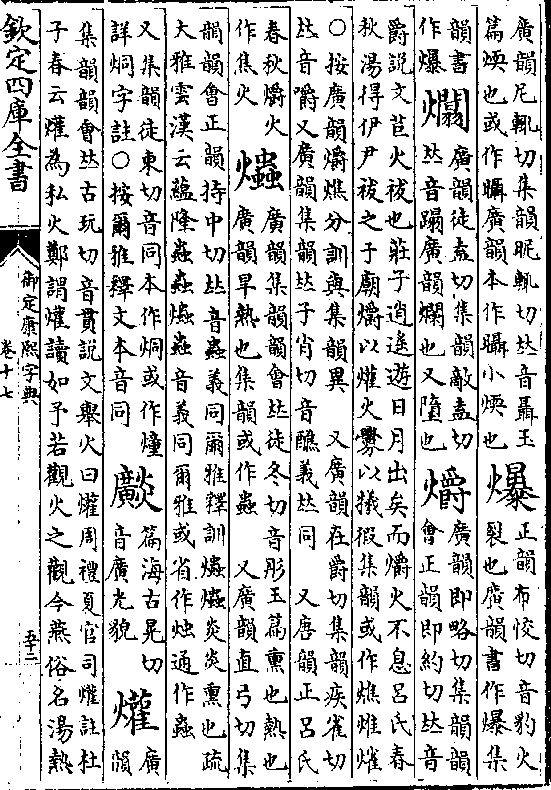 廣韻尼輒切集韻昵輒切𠀤音聶玉
篇煗也或作廣韻本作小煗也
爆
正韻布恔切音豹火
裂也廣韻書作爆集
韻書
作爆
廣韻徒盍切集韻敵盍切
𠀤音蹋廣韻爛也又墮也
爝
廣韻即略切集韻韻
會正韻即約切𠀤音
爵說文苣火祓也莊子逍遙遊日月出矣而爝火不息呂氏春
秋湯得伊尹祓之于廟爝以爟火釁以犧猳集韻或作燋
○按廣韻爝燋分訓與集韻異 又廣韻在爵切集韻疾雀切
𠀤音嚼又廣韻集韻𠀤子肖切音醮義𠀤同 又唐韻正呂氏
春秋爝火
作焦火
爞
廣韻集韻韻會𠀤徒冬切音彤玉篇熏也熱也
廣韻旱熱也集韻或作蟲 又廣韻直弓切集
韻韻會正韻持中切𠀤音蟲義同爾雅釋訓爞爞炎炎熏也疏
大雅雲漢云蘊隆蟲蟲爞蟲音義同爾雅或省作烛通作蟲
又集韻徒東切音同本作烔或作
詳烔字註○按爾雅釋文本音同
篇海古晃切
音廣光貌
爟
廣
韻
集韻韻會𠀤古玩切音貫說文舉火曰爟周禮夏官司爟註杜
子春云爟為私火鄭謂爟讀如予若觀火之觀今燕俗名湯熱
欽定四庫全書
御定康熙字典
卷十七
五十二